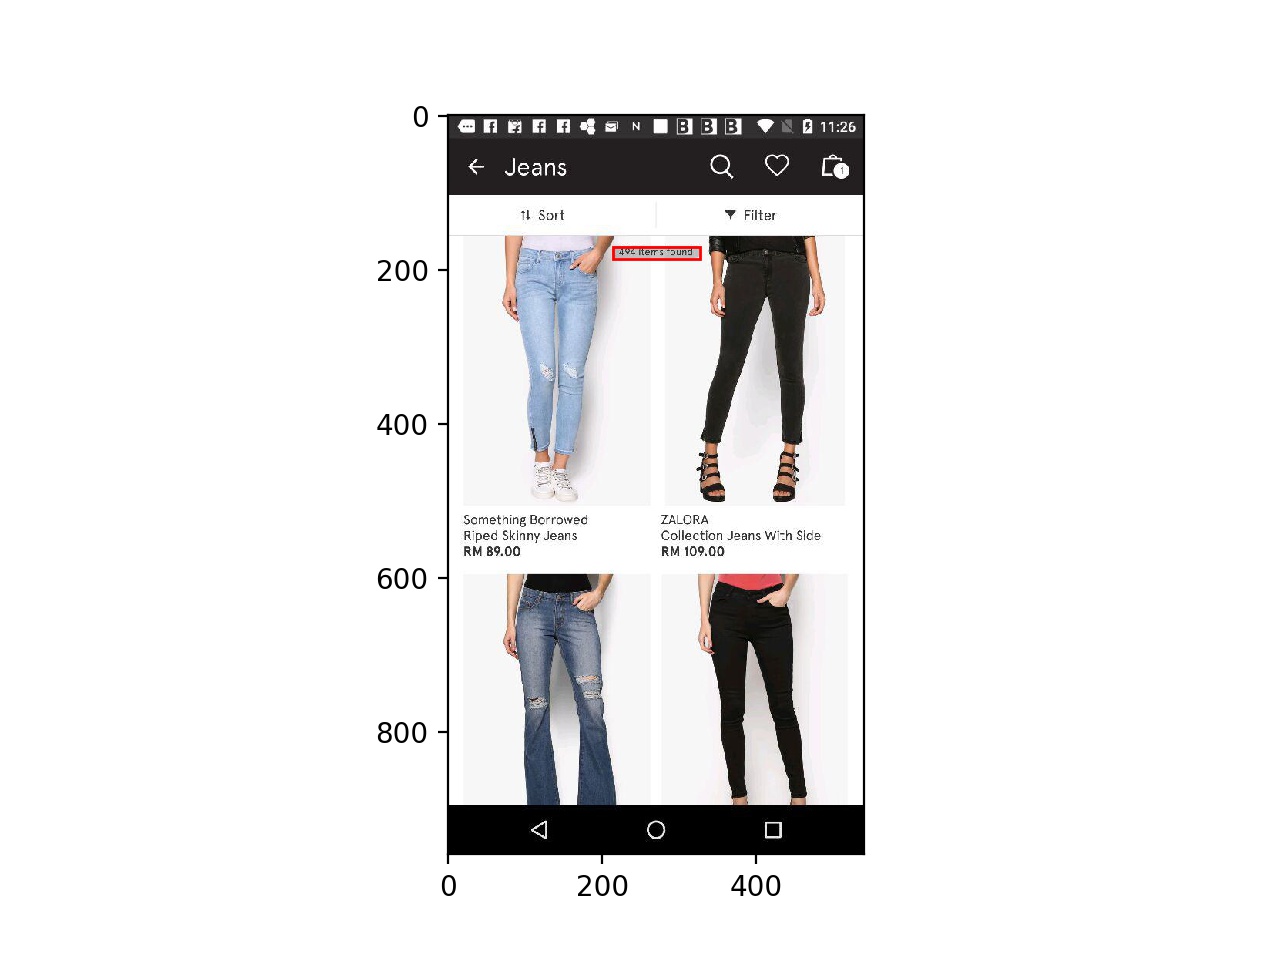 0
200
400
600
800
N
B
B
B
11:26
Jeans
1
Sort
Filter
494 items found
Something Borrowed
Riped Skinny Jeans
RM 89.00
ZALORA
Collection Jeans With Side
RM 109.00
0
200
400